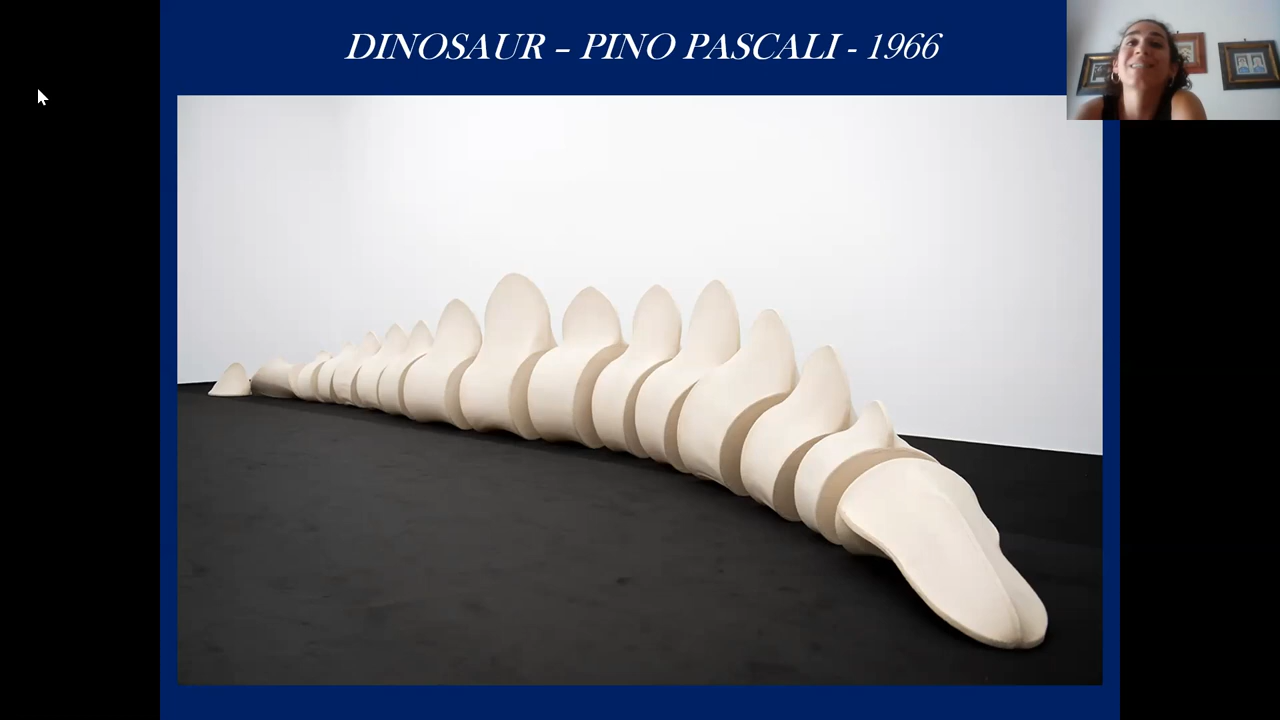 DINOSAUR – PINO PASCALI - 1966